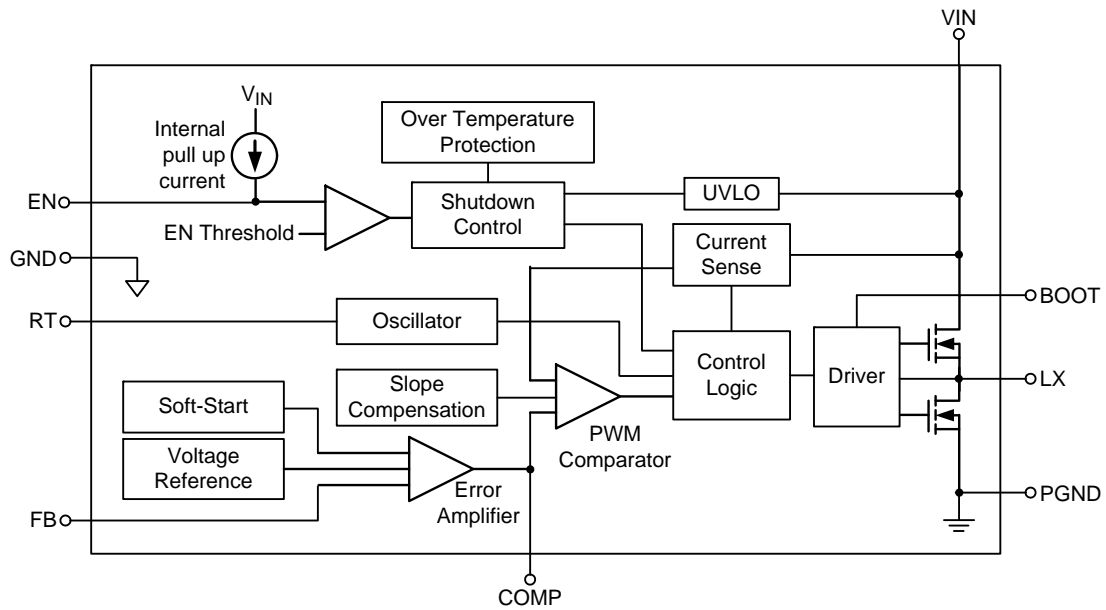 VIN
VIN
Internal
pull up
current
Over Temperature
Protection
EN
EN Threshold
Shutdown
Control
UVLO
GND
Current
Sense
BOOT
RT
Oscillator
Control
Logic
Driver
LX
Soft-Start
Slope
Compensation
PWM
Comparator
Voltage
Reference
Error
Amplifier
FB
PGND
COMP